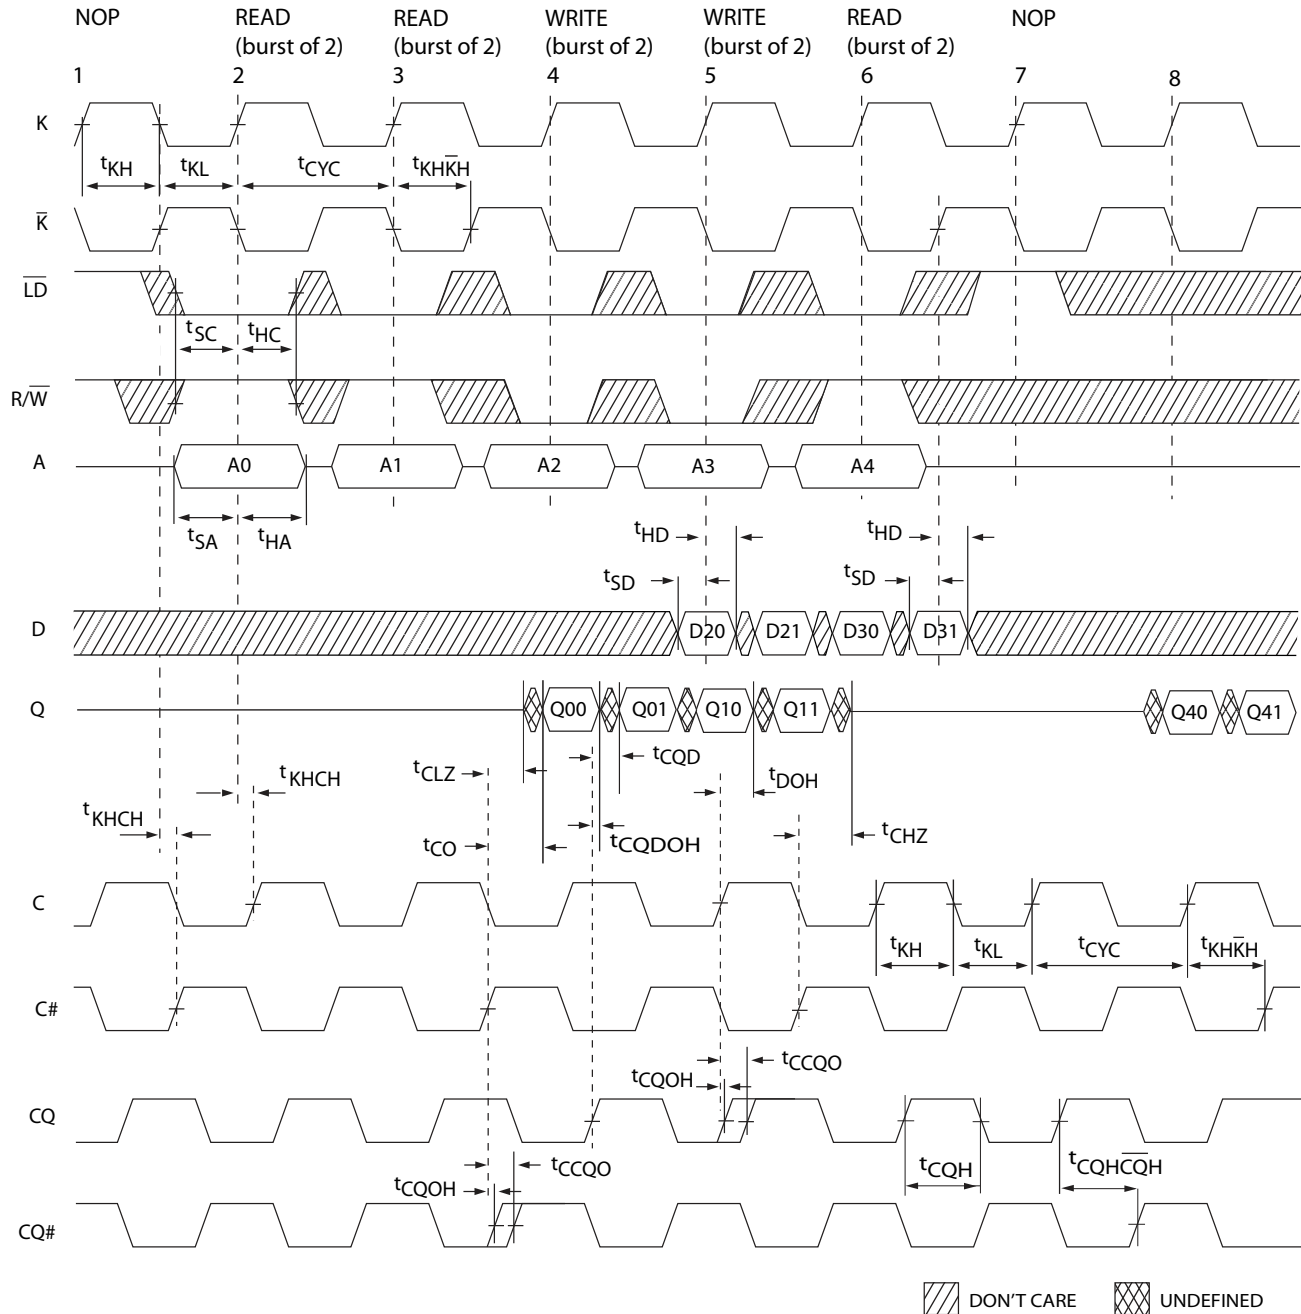 NOP READ READ WRITE WRITE READ NOP
(burst of 2) (burst of 2) (burst of 2) (burst of 2) (burst of 2)
1 2 3 4 5 6 7 8
K
tKH tKL tCYC tKHK̅H
K̅
L̅D̅
tSC tHC
R/W̅
A A0 A1 A2 A3 A4
tSA tHA
tHD tHD
tSD tSD
D D20 D21 D30 D31
Q Q00 Q01 Q10 Q11 Q40 Q41
tCLZ tCQD
tKHCH tDOH
tKHCH
tCO tCQDOH tCHZ
C
tKH tKL tCYC tKHK̅H
C#
tCQOH tCCQO
CQ
tCQOH tCCQO tCQH tCQHC̅Q̅H
CQ#
DON'T CARE UNDEFINED